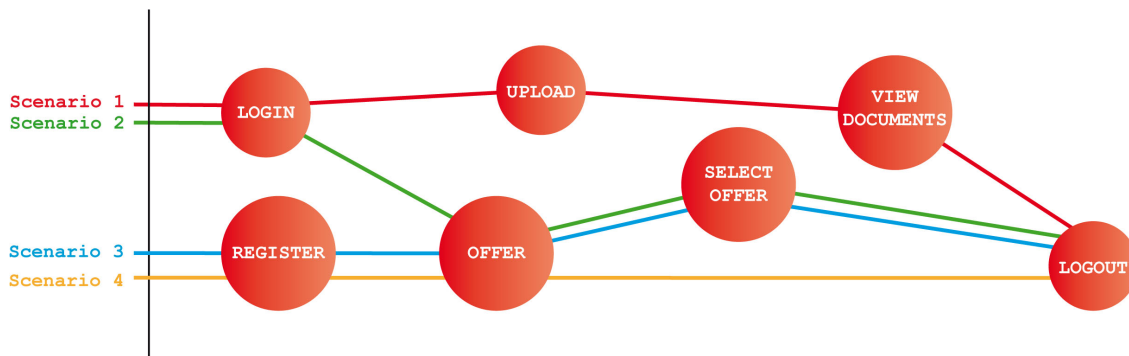 Scenario 1
Scenario 2
LOGIN
UPLOAD
VIEW
DOCUMENTS
SELECT
OFFER
Scenario 3
Scenario 4
REGISTER
OFFER
LOGOUT